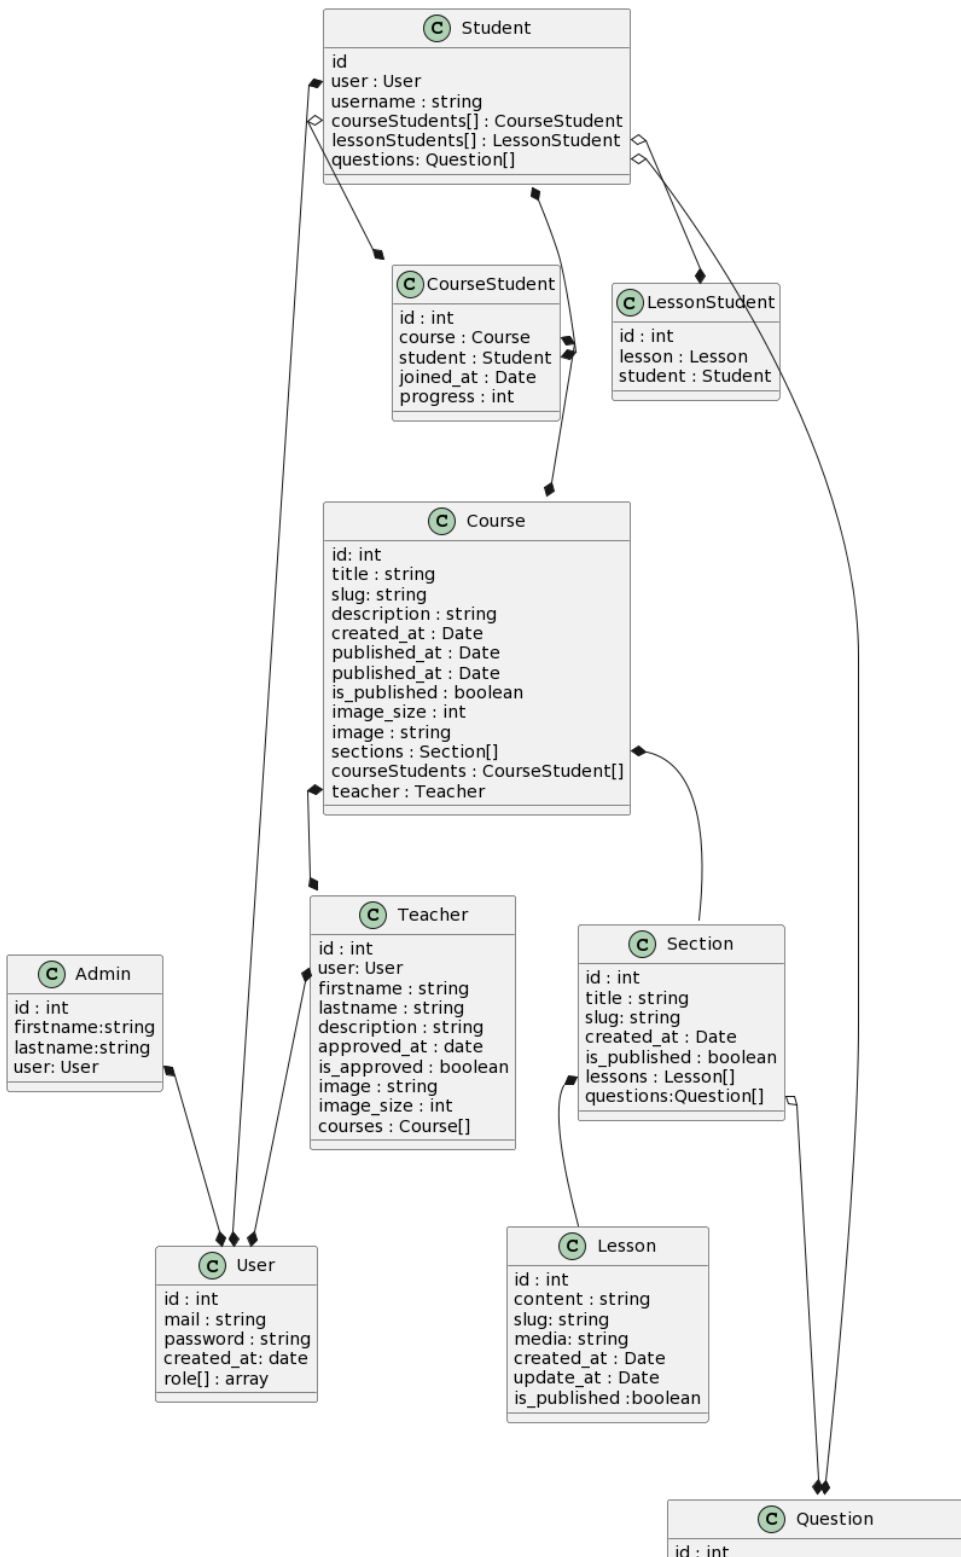 C Student
id
user : User
username : string
courseStudents[] : CourseStudent
lessonStudents[] : LessonStudent
questions: Question[]
C CourseStudent
id : int
course : Course
student : Student
joined_at : Date
progress : int
C LessonStudent
id : int
lesson : Lesson
student : Student
C Course
id: int
title : string
slug: string
description : string
created_at : Date
published_at : Date
published_at : Date
is_published : boolean
image_size : int
image : string
sections : Section[]
courseStudents : CourseStudent[]
teacher : Teacher
C Teacher
id : int
user: User
firstname : string
lastname : string
description : string
approved_at : date
is_approved : boolean
image : string
image_size : int
courses : Course[]
C Section
id : int
title : string
slug: string
created_at : Date
is_published : boolean
lessons : Lesson[]
questions:Question[]
C Admin
id : int
firstname:string
lastname:string
user: User
C User
id : int
mail : string
password : string
created_at: date
role[] : array
C Lesson
id : int
content : string
slug: string
media: string
created_at : Date
update_at : Date
is_published :boolean
C Question
id : int